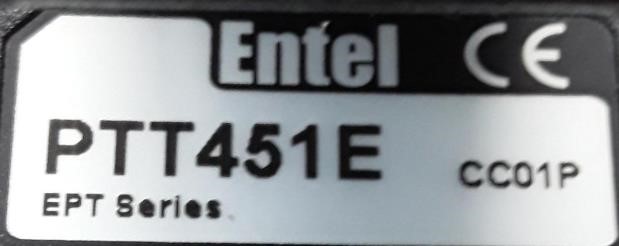 Entel CE
PTT451E CC01P
EPT Series